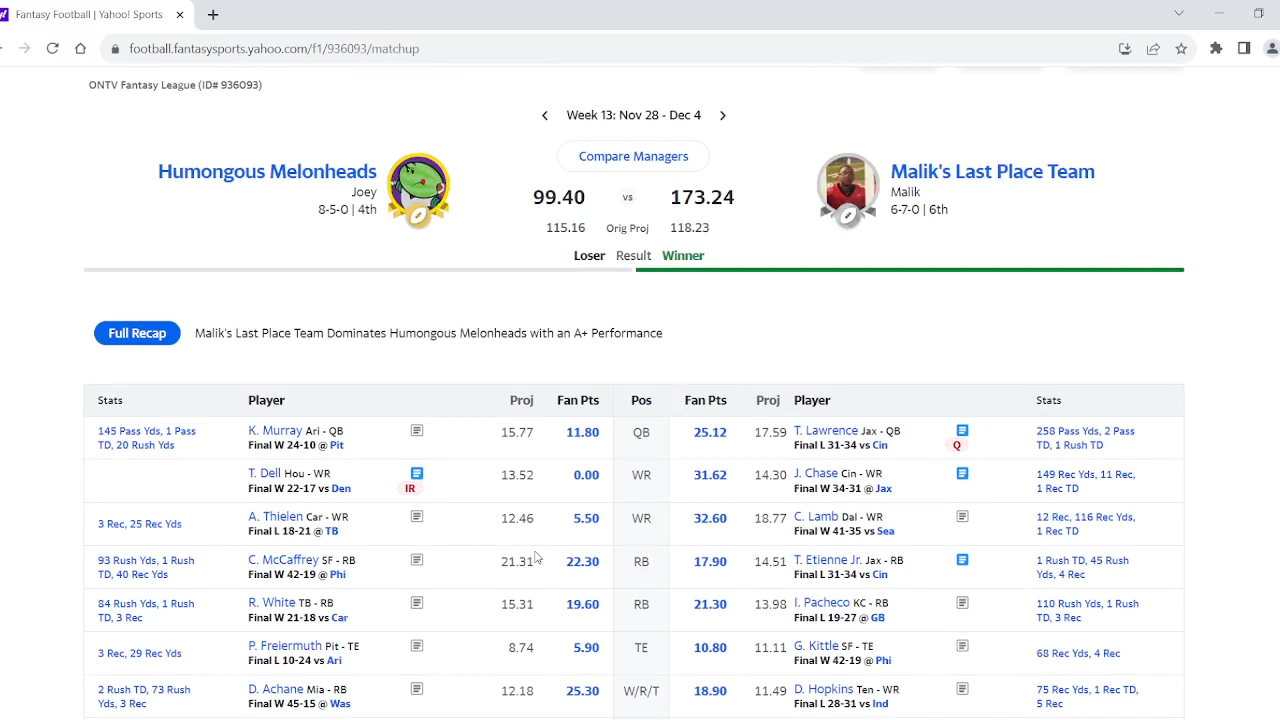 Fantasy Football | Yahoo! Sports
football.fantasysports.yahoo.com/f1/936093/matchup
ONTV Fantasy League (ID# 936093)
Week 13: Nov 28 - Dec 4
Compare Managers
Humongous Melonheads
Joey
8-5-0 | 4th
99.40 vs 173.24
115.16 Orig Proj 118.23
Loser Result Winner
Malik's Last Place Team
Malik
6-7-0 | 6th
Full Recap Malik's Last Place Team Dominates Humongous Melonheads with an A+ Performance
Stats Player Proj Fan Pts Pos Fan Pts Proj Player Stats
145 Pass Yds, 1 Pass K. Murray Ari - QB 15.77 11.80 QB 25.12 17.59 T. Lawrence Jax - QB 258 Pass Yds, 2 Pass
TD, 20 Rush Yds Final W 24-10 @ Pit Final L 31-34 vs Cin Q TD, 1 Rush TD
T. Dell Hou - WR 13.52 0.00 WR 31.62 14.30 J. Chase Cin - WR 149 Rec Yds, 11 Rec,
Final W 22-17 vs Den IR Final W 34-31 @ Jax 1 Rec TD
3 Rec, 25 Rec Yds A. Thielen Car - WR 12.46 5.50 WR 32.60 18.77 C. Lamb Dal - WR 12 Rec, 116 Rec Yds,
Final L 18-21 @ TB Final W 41-35 vs Sea 1 Rec TD
93 Rush Yds, 1 Rush C. McCaffrey SF - RB 21.31 22.30 RB 17.90 14.51 T. Etienne Jr. Jax - RB 1 Rush TD, 45 Rush
TD, 40 Rec Yds Final W 42-19 @ Phi Final L 31-34 vs Cin Yds, 4 Rec
84 Rush Yds, 1 Rush R. White TB - RB 15.31 19.60 RB 21.30 13.98 I. Pacheco KC - RB 110 Rush Yds, 1 Rush
TD, 3 Rec Final W 21-18 vs Car Final L 19-27 @ GB TD, 3 Rec
3 Rec, 29 Rec Yds P. Freiermuth Pit - TE 8.74 5.90 TE 10.80 11.11 G. Kittle SF - TE 68 Rec Yds, 4 Rec
Final L 10-24 vs Ari Final W 42-19 @ Phi
2 Rush TD, 73 Rush D. Achane Mia - RB 12.18 25.30 W/R/T 18.90 11.49 D. Hopkins Ten - WR 75 Rec Yds, 1 Rec TD,
Yds, 3 Rec Final W 45-15 @ Was Final L 28-31 vs Ind 5 Rec